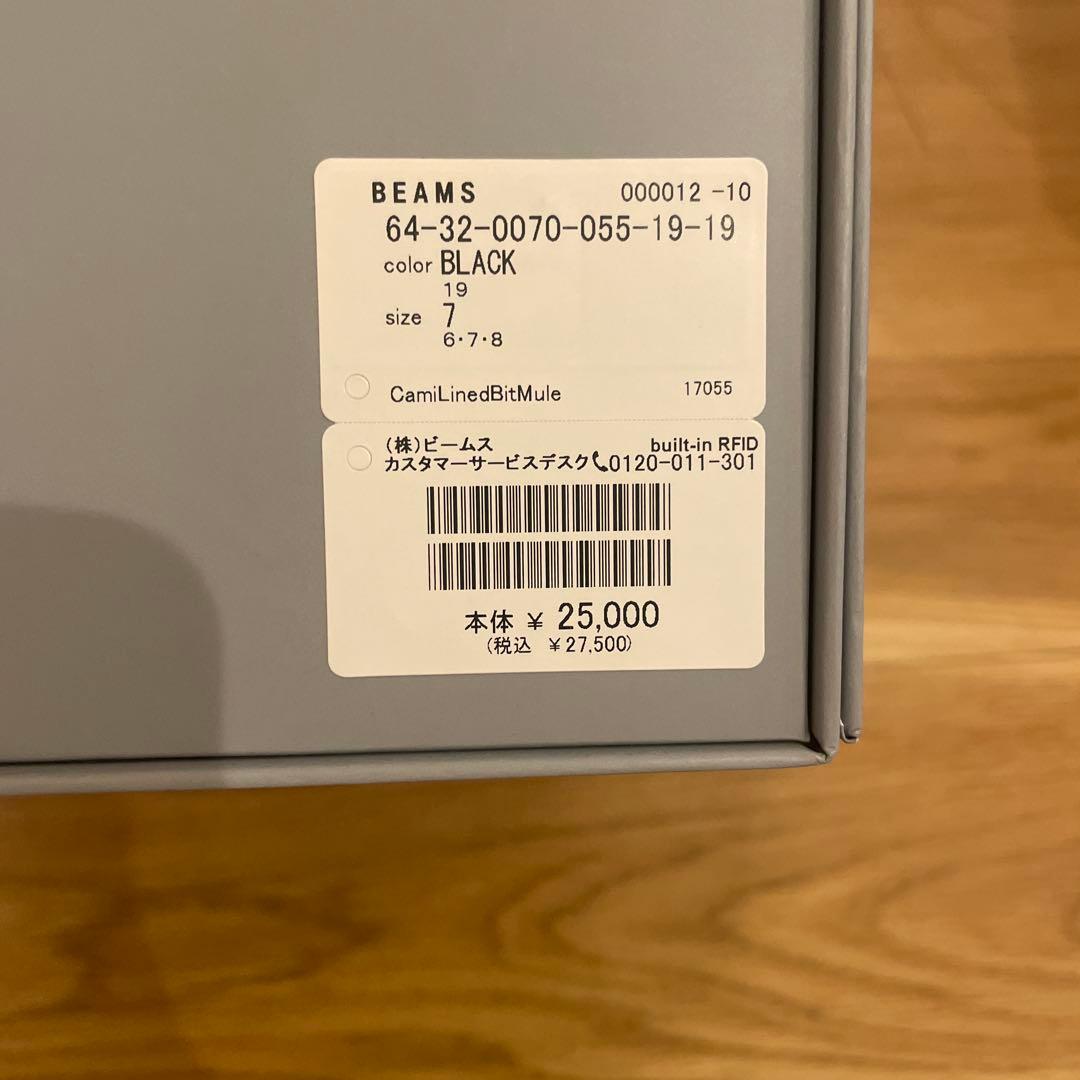 BEAMS 000012 -10
64-32-0070-055-19-19
color BLACK
19
size 7
6・7・8
CamiLinedBitMule 17055
(株)ビームス built-in RFID
カスタマーサービスデスク 0120-011-301
本体 ¥ 25,000
(税込 ¥27,500)